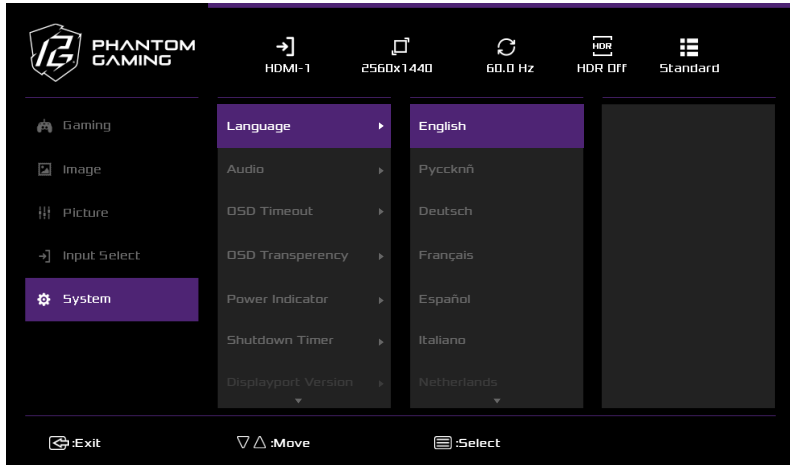 PHANTOM
GAMING
HDMI-1
2560x1440
60.0 Hz
HDR
HDR Off
Standard
Gaming
Image
Picture
Input Select
System
Language
Audio
OSD Timeout
OSD Transperency
Power Indicator
Shutdown Timer
Displayport Version
English
Русскnñ
Deutsch
Français
Español
Italiano
Netherlands
:Exit
:Move
:Select